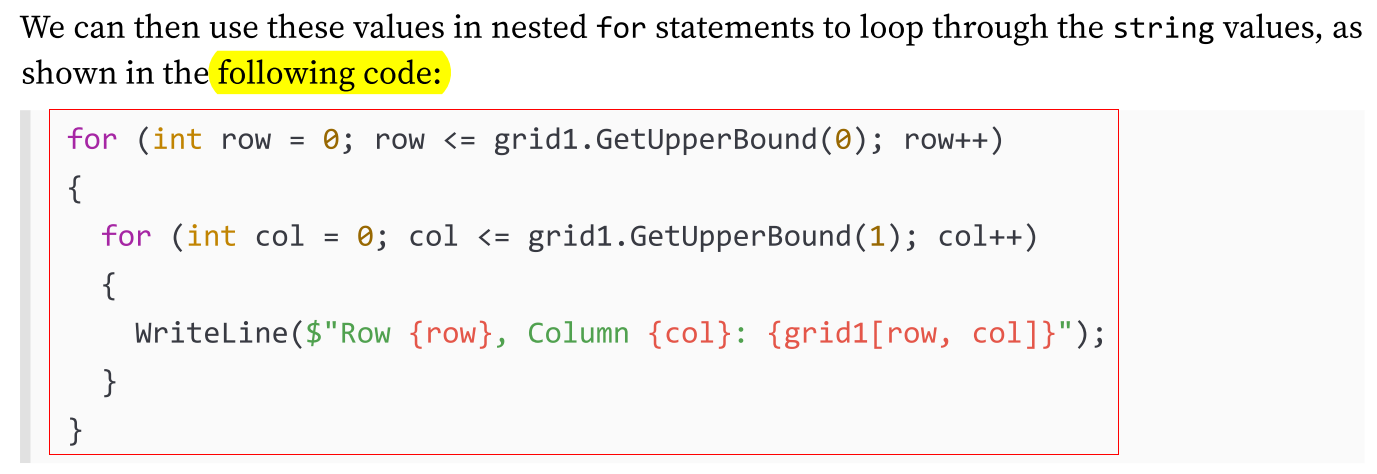 We can then use these values in nested for statements to loop through the string values, as
shown in the following code:
for (int row = 0; row <= grid1.GetUpperBound(0); row++)
{
  for (int col = 0; col <= grid1.GetUpperBound(1); col++)
  {
    WriteLine($"Row {row}, Column {col}: {grid1[row, col]}");
  }
}